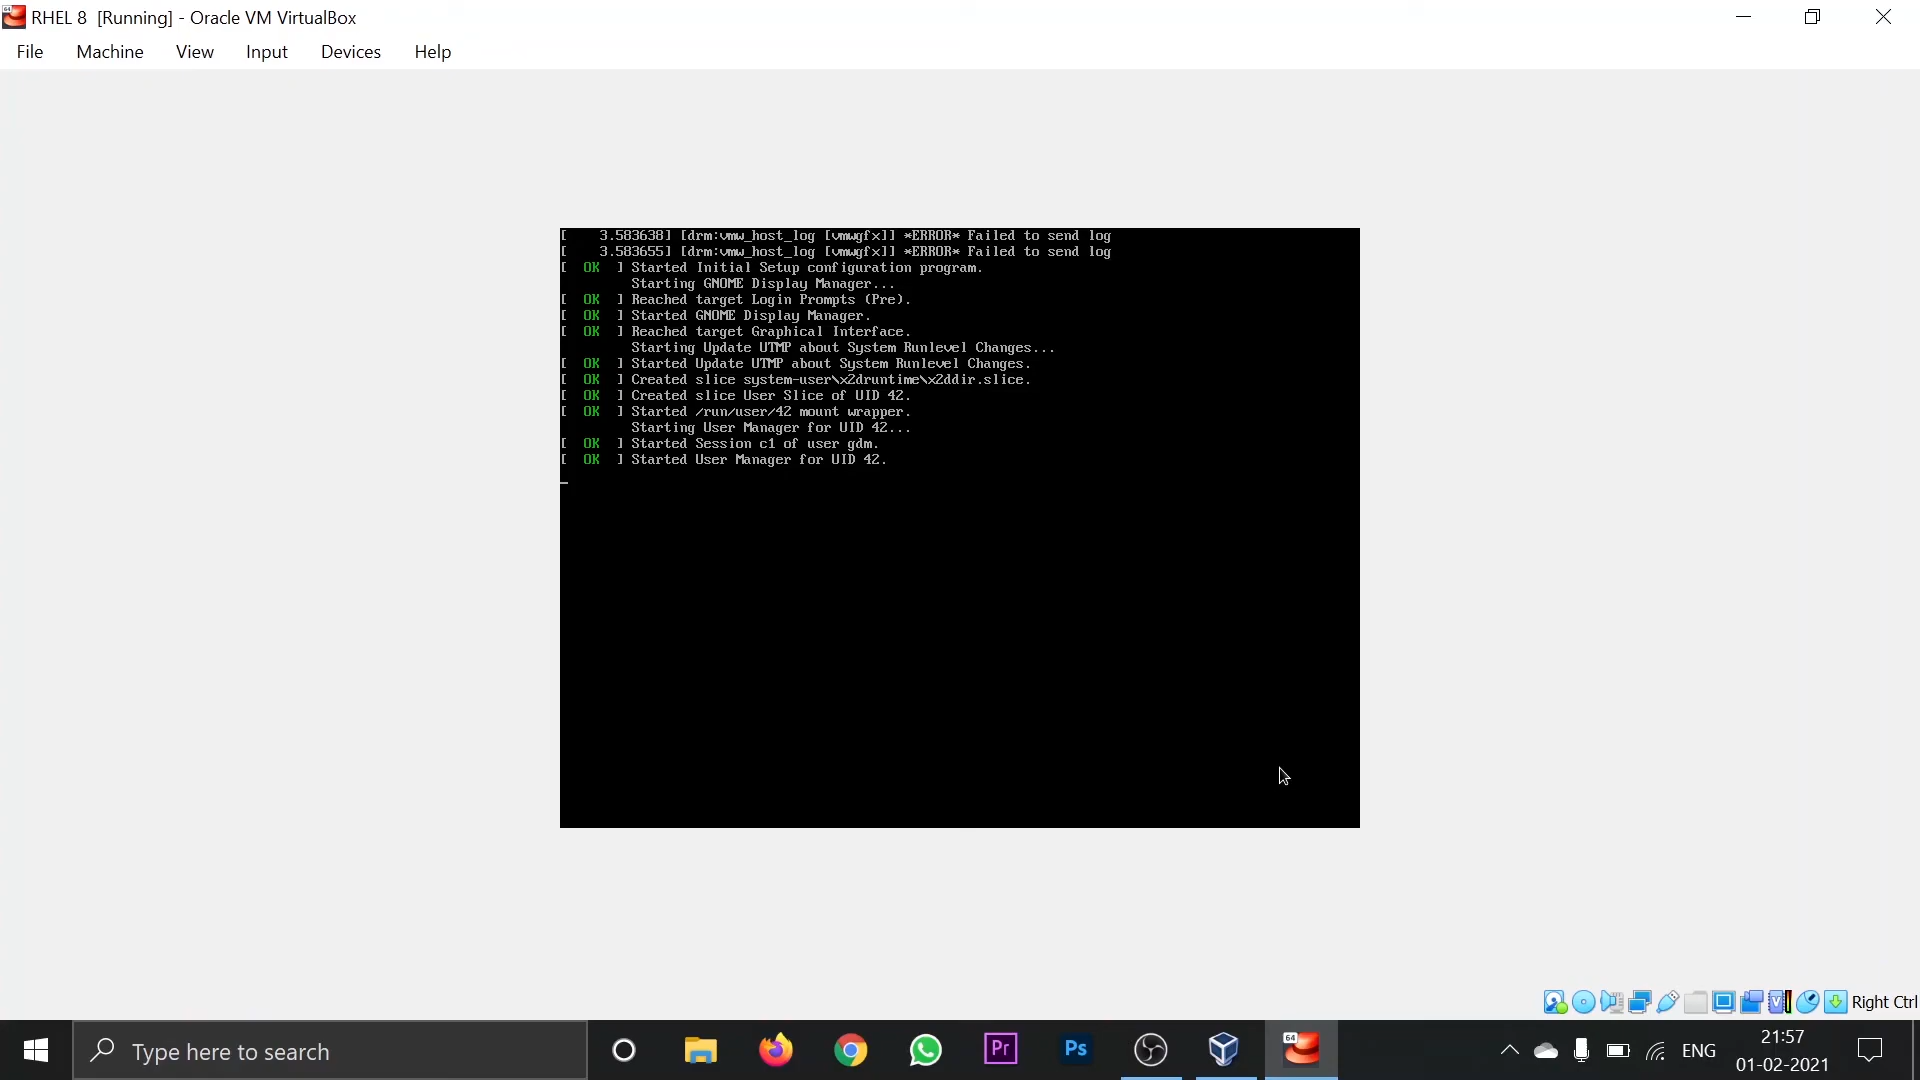 RHEL 8 [Running] - Oracle VM VirtualBox
File Machine View Input Devices Help
[    3.583638] [drm:vmw_host_log [vmwgfx]] *ERROR* Failed to send log
[    3.583655] [drm:vmw_host_log [vmwgfx]] *ERROR* Failed to send log
[  OK  ] Started Initial Setup configuration program.
Starting GNOME Display Manager...
[  OK  ] Reached target Login Prompts (Pre).
[  OK  ] Started GNOME Display Manager.
[  OK  ] Reached target Graphical Interface.
Starting Update UTMP about System Runlevel Changes...
[  OK  ] Started Update UTMP about System Runlevel Changes.
[  OK  ] Created slice system-user\x2druntime\x2ddir.slice.
[  OK  ] Created slice User Slice of UID 42.
[  OK  ] Started /run/user/42 mount wrapper.
Starting User Manager for UID 42...
[  OK  ] Started Session c1 of user gdm.
[  OK  ] Started User Manager for UID 42.
_
Right Ctrl
Type here to search
Pr
Ps
64
ENG
21:57
01-02-2021